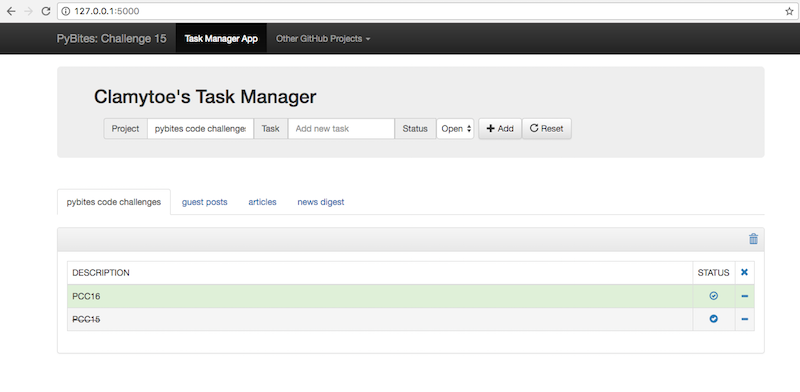 127.0.0.1:5000
PyBites: Challenge 15 Task Manager App Other GitHub Projects
Clamytoe's Task Manager
Project pybites code challenges Task Add new task Status Open Add Reset
pybites code challenges guest posts articles news digest
DESCRIPTION STATUS
PCC16
PCC15